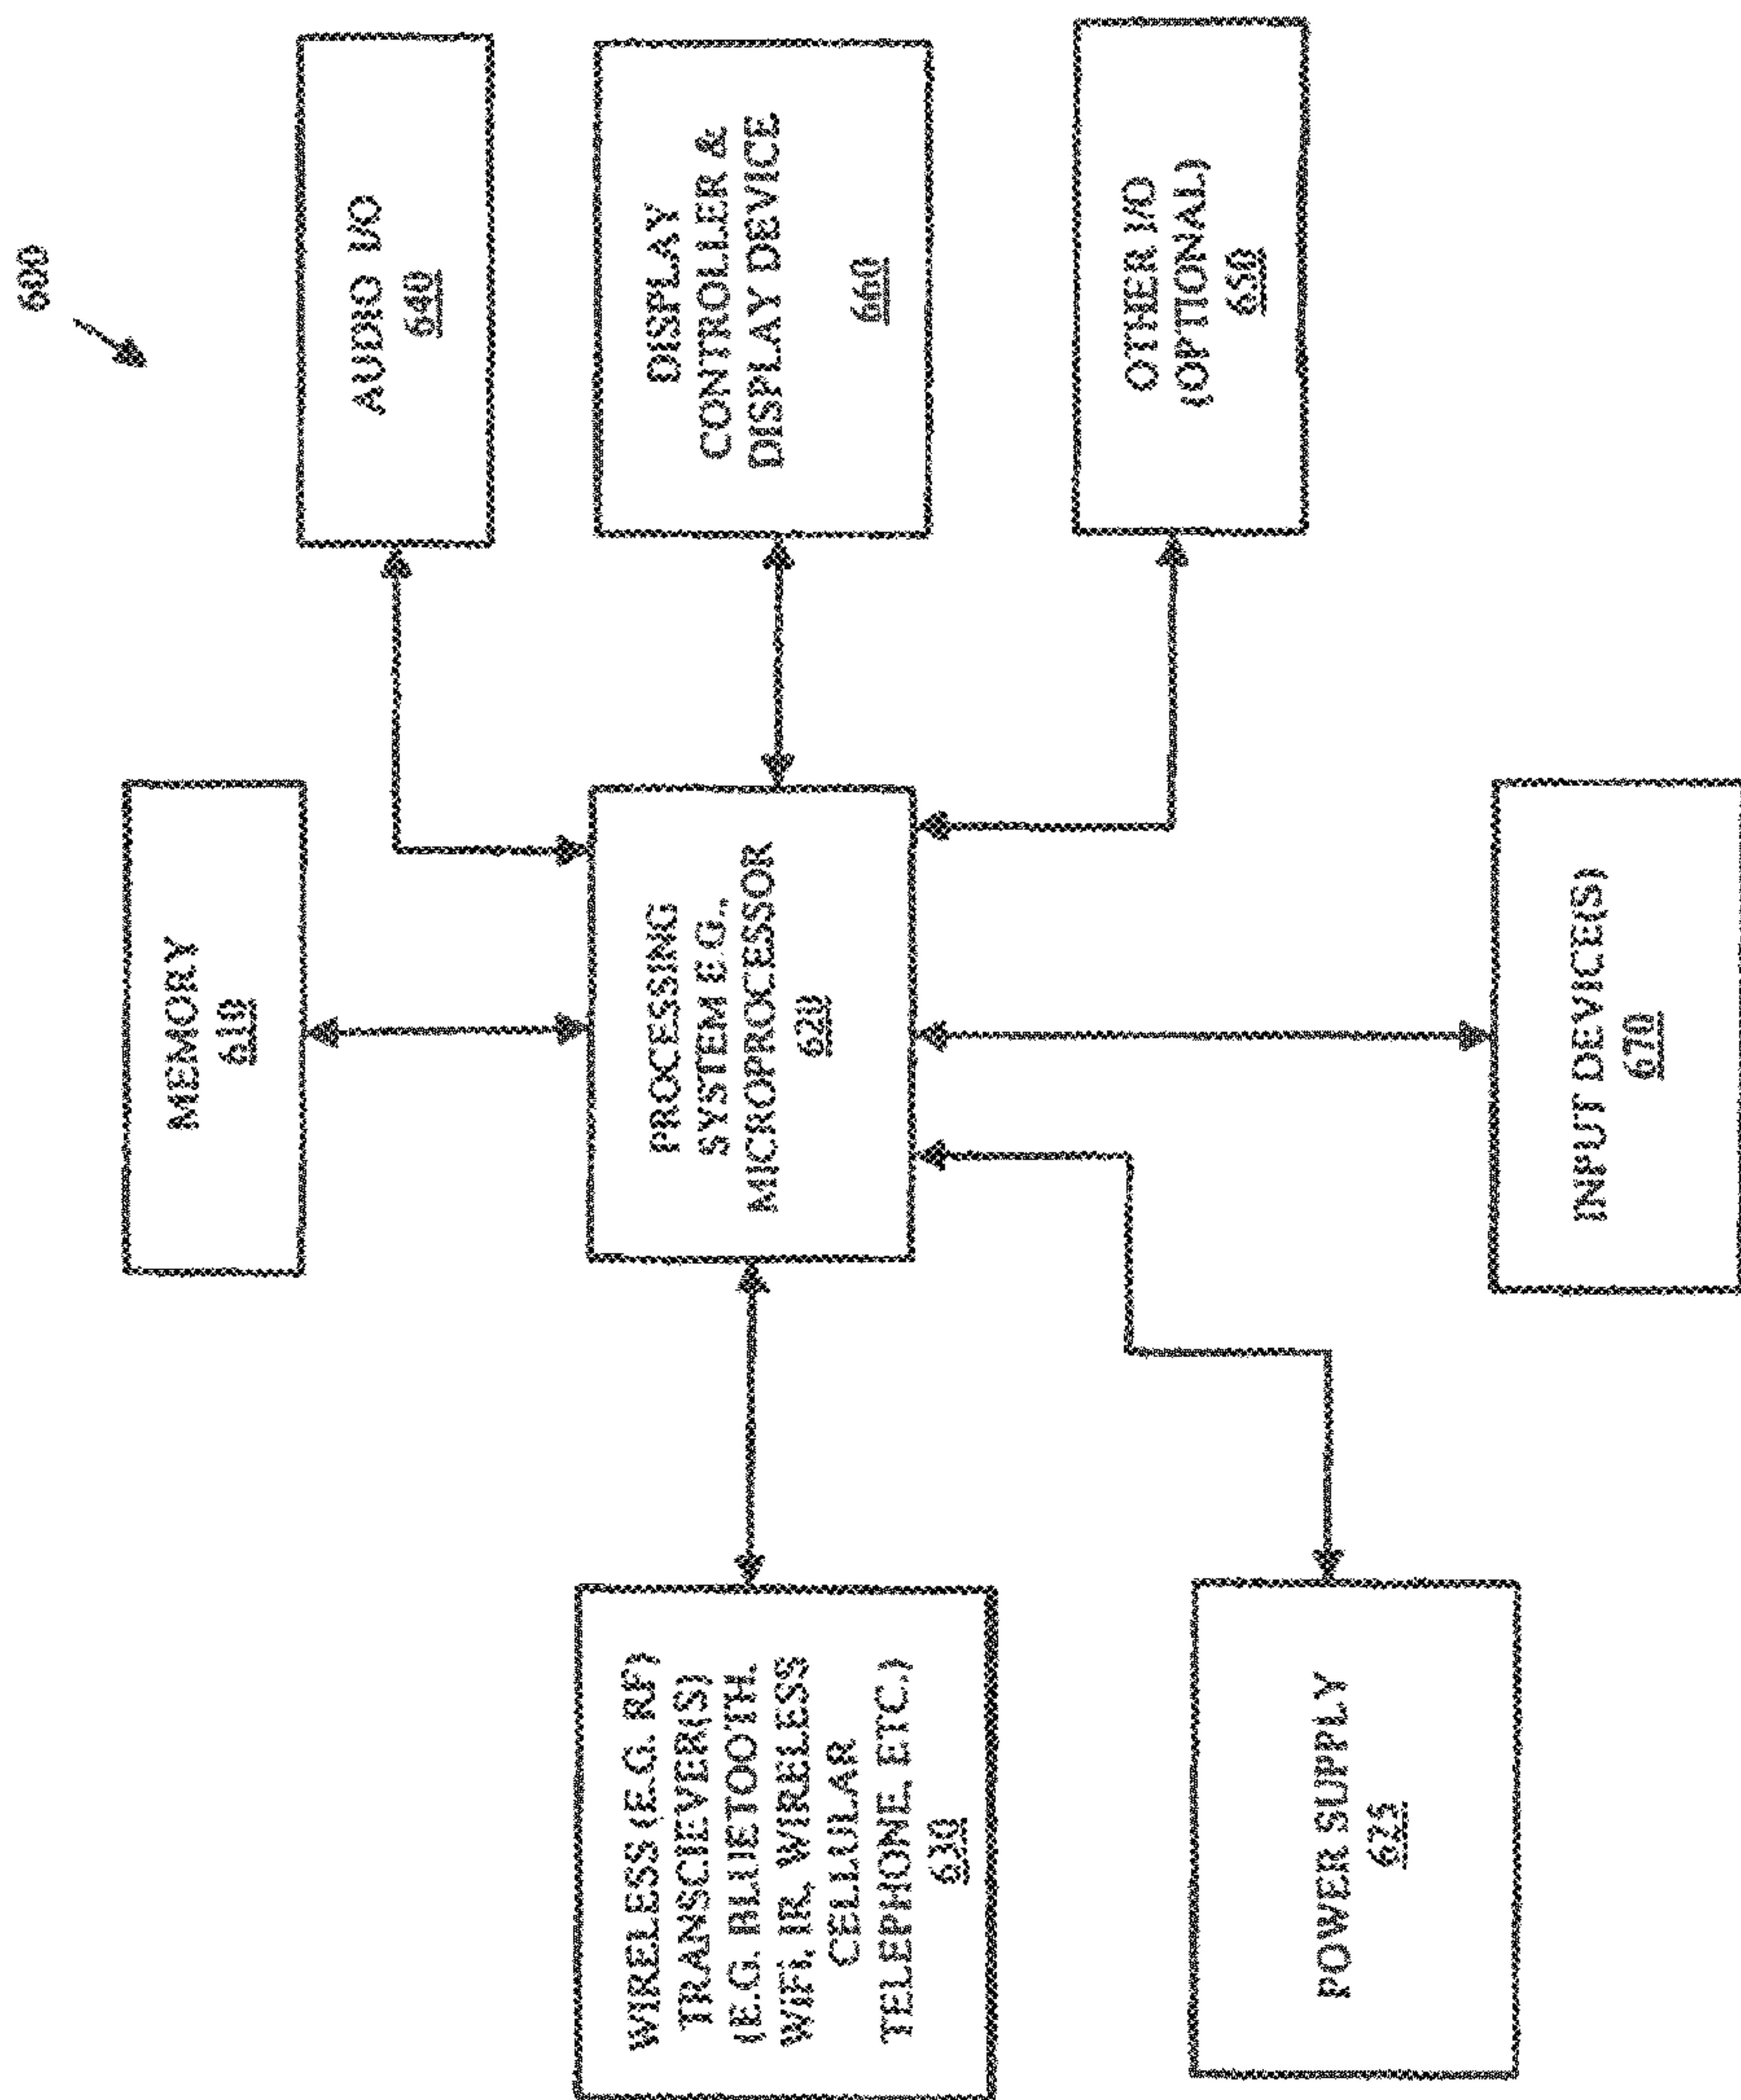 600
MEMORY
610
AUDIO I/O
640
WIRELESS (E.G. RF)
TRANSCIEVER(S)
(E.G. BLUETOOTH.
WiFi, IR, WIRELESS
CELLULAR
TELEPHONE, ETC.)
630
PROCESSING
SYSTEM E.G.,
MICROPROCESSOR
620
DISPLAY
CONTROLLER &
DISPLAY DEVICE
660
OTHER I/O
(OPTIONAL)
650
POWER SUPPLY
625
INPUT DEVICE(S)
670